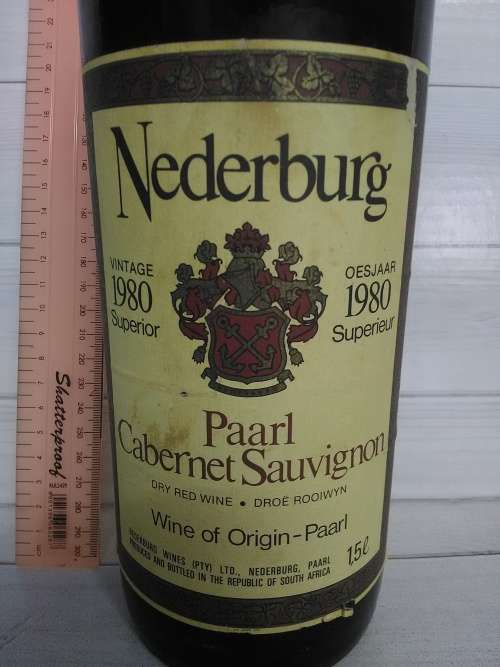 Nederburg
VINTAGE
1980
Superior
OESJAAR
1980
Superieur
Paarl
Cabernet Sauvignon
DRY RED WINE • DROË ROOIWYN
Wine of Origin-Paarl
NEDERBURG WINES (PTY) LTD., NEDERBURG, PAARL
PRODUCED AND BOTTLED IN THE REPUBLIC OF SOUTH AFRICA
1,5ℓ
Shatterproof